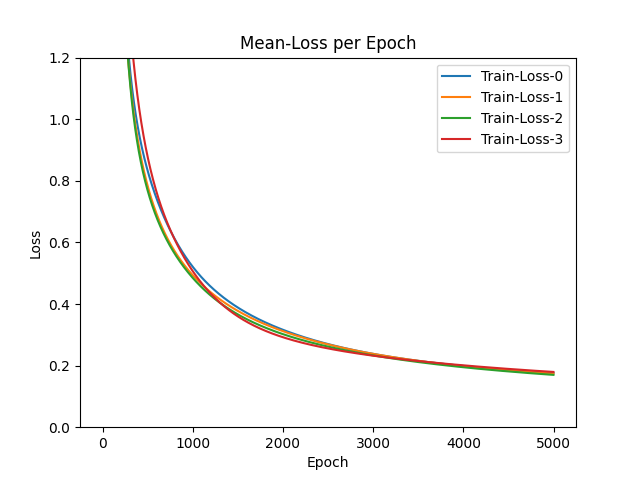 Mean-Loss per Epoch
Train-Loss-0
Train-Loss-1
Train-Loss-2
Train-Loss-3
Loss
1.2
1.0
0.8
0.6
0.4
0.2
0.0
0 1000 2000 3000 4000 5000
Epoch